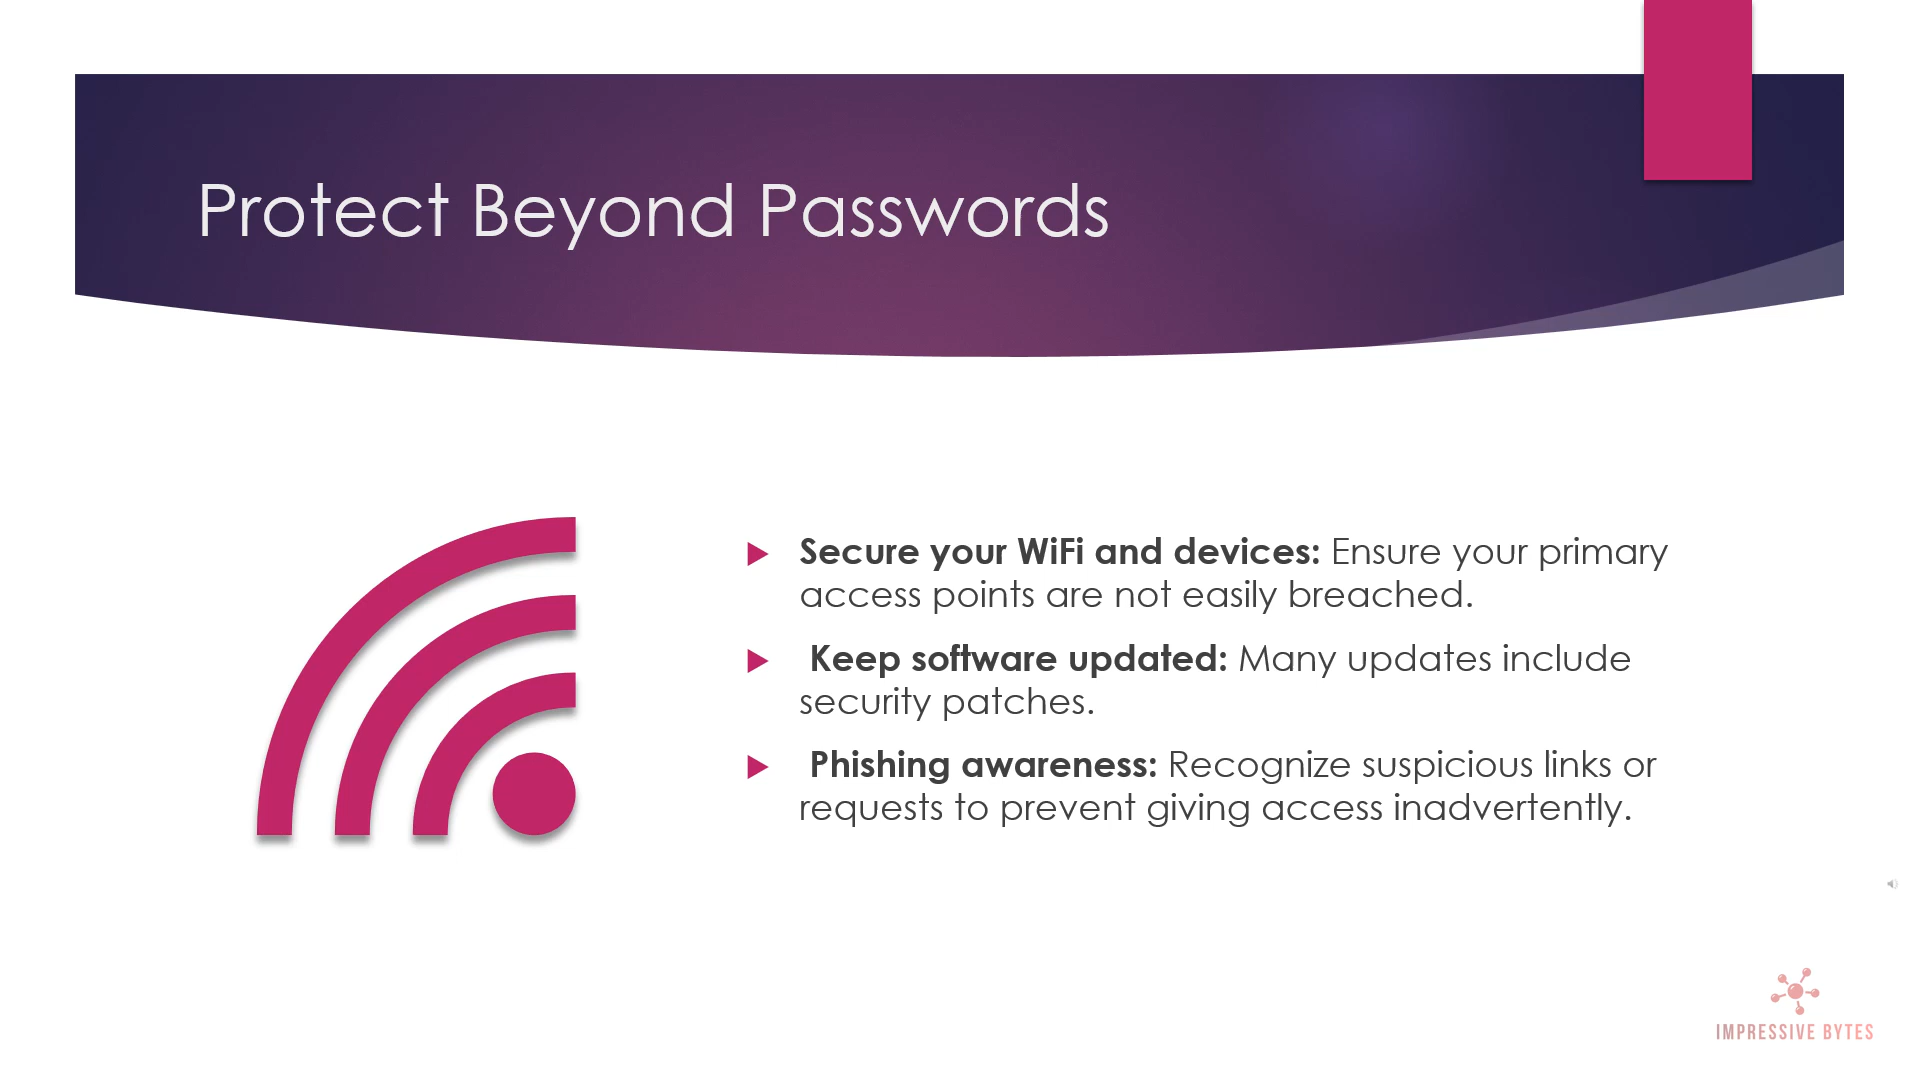 Protect Beyond Passwords
Secure your WiFi and devices: Ensure your primary
access points are not easily breached.
Keep software updated: Many updates include
security patches.
Phishing awareness: Recognize suspicious links or
requests to prevent giving access inadvertently.
IMPRESSIVE BYTES